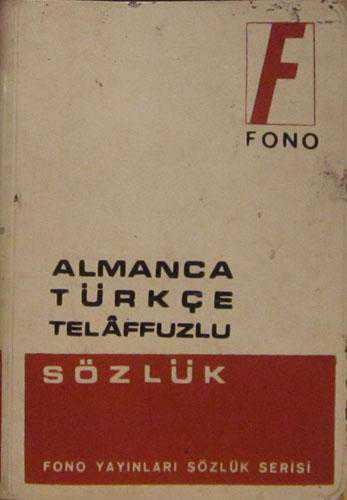 F
FONO
ALMANCA
TÜRKÇE
TELÂFFUZLU
SÖZLÜK
FONO YAYINLARI SÖZLÜK SERİSİ